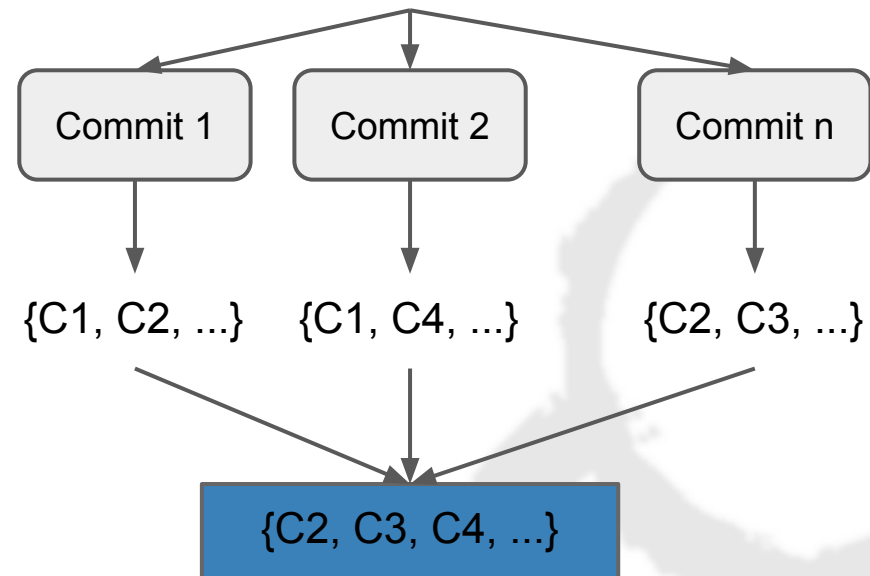 Commit 1
Commit 2
Commit n
{C1, C2, ...}
{C1, C4, ...}
{C2, C3, ...}
{C2, C3, C4, ...}